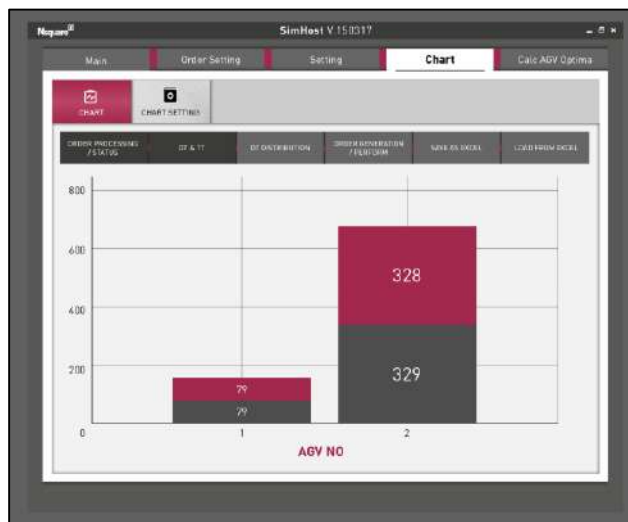 Nsquare
SimHost V.150317
Main
Order Setting
Setting
Chart
Calc AGV Optima
CHART
CHART SETTING
ORDER PROCESSING
/ STATUS
OT & TT
OT DISTRIBUTION
ORDER GENERATION
/ PERFORM
SAVE AS EXCEL
LOAD FROM EXCEL
800
600
400
200
0
328
329
79
79
1
2
AGV NO